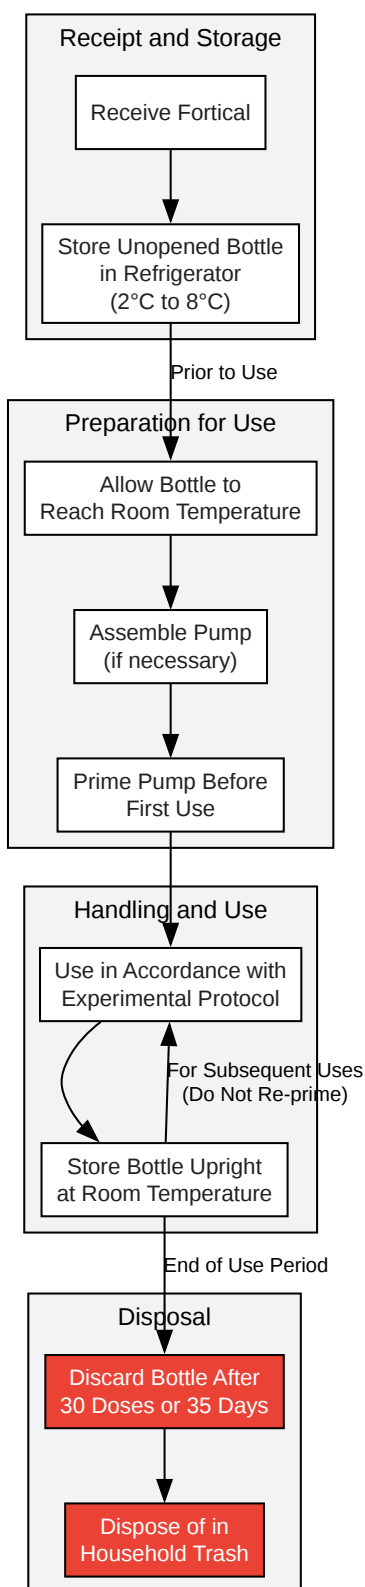 Receipt and Storage
Receive Fortical
Store Unopened Bottle
in Refrigerator
(2°C to 8°C)
Prior to Use
Preparation for Use
Allow Bottle to
Reach Room Temperature
Assemble Pump
(if necessary)
Prime Pump Before
First Use
Handling and Use
Use in Accordance with
Experimental Protocol
For Subsequent Uses
(Do Not Re-prime)
Store Bottle Upright
at Room Temperature
End of Use Period
Disposal
Discard Bottle After
30 Doses or 35 Days
Dispose of in
Household Trash